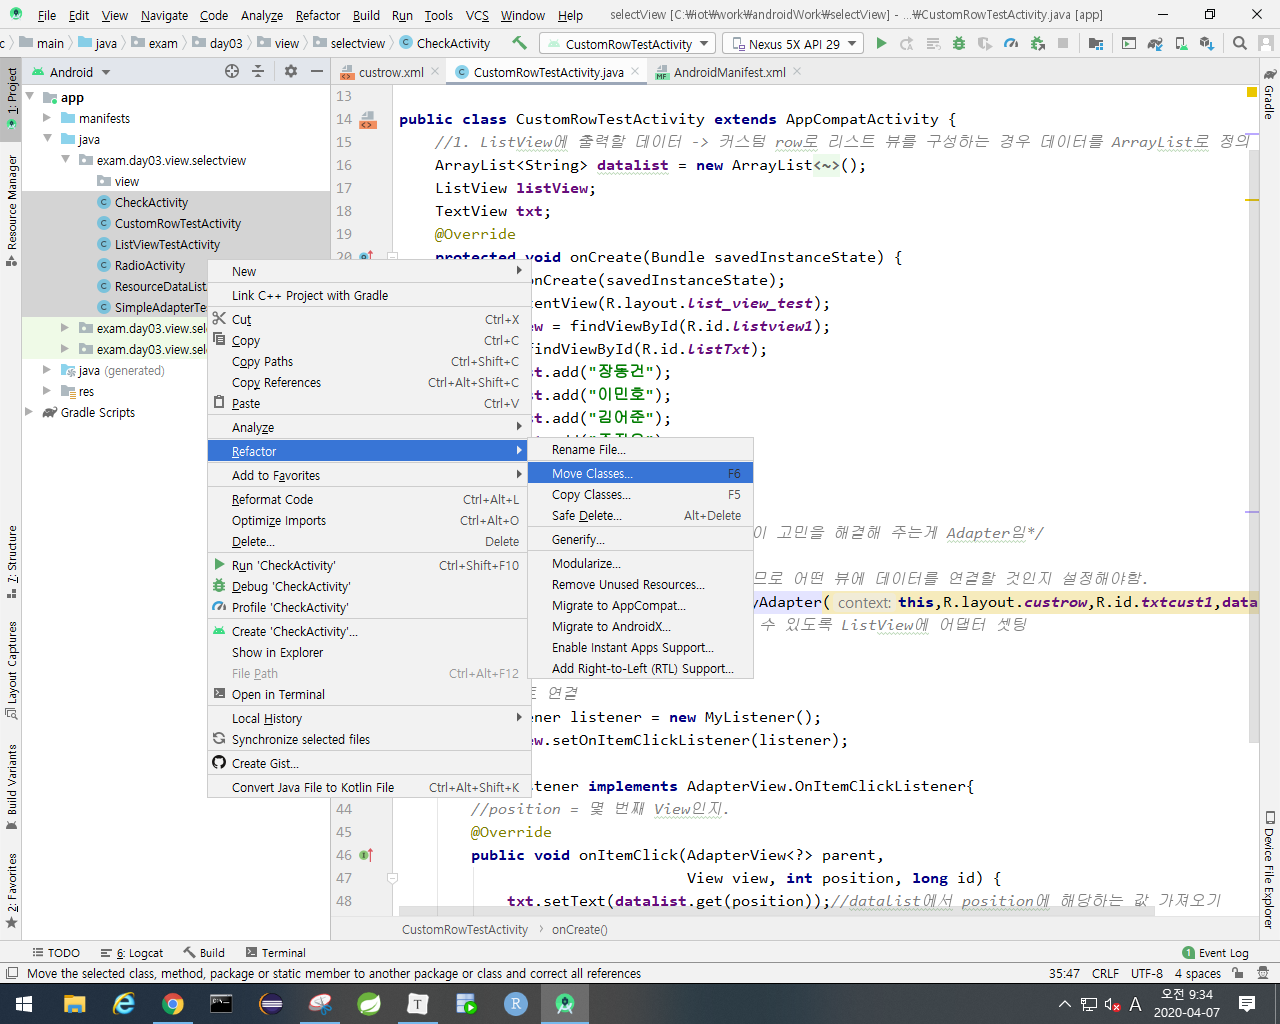 File Edit View Navigate Code Analyze Refactor Build Run Tools VCS Window Help selectView [C:₩iot₩work₩androidWork₩selectView] - ...₩CustomRowTestActivity.java [app]
c main java exam day03 view selectview CheckActivity CustomRowTestActivity Nexus 5X API 29
Android
custrow.xml CustomRowTestActivity.java AndroidManifest.xml
1: Project
Resource Manager
7: Structure
Layout Captures
Build Variants
2: Favorites
app
manifests
java
exam.day03.view.selectview
view
CheckActivity
CustomRowTestActivity
ListViewTestActivity
RadioActivity
ResourceDataList
SimpleAdapterTe
exam.day03.view.sele
exam.day03.view.sele
java (generated)
res
Gradle Scripts
New
Link C++ Project with Gradle
Cut Ctrl+X
Copy Ctrl+C
Copy Paths Ctrl+Shift+C
Copy References Ctrl+Alt+Shift+C
Paste Ctrl+V
Analyze
Refactor
Add to Favorites
Reformat Code Ctrl+Alt+L
Optimize Imports Ctrl+Alt+O
Delete... Delete
Run 'CheckActivity' Ctrl+Shift+F10
Debug 'CheckActivity'
Profile 'CheckActivity'
Create 'CheckActivity'...
Show in Explorer
File Path Ctrl+Alt+F12
Open in Terminal
Local History
Synchronize selected files
Create Gist...
Convert Java File to Kotlin File Ctrl+Alt+Shift+K
Rename File...
Move Classes... F6
Copy Classes... F5
Safe Delete... Alt+Delete
Generify...
Modularize...
Remove Unused Resources...
Migrate to AppCompat...
Migrate to AndroidX...
Enable Instant Apps Support...
Add Right-to-Left (RTL) Support...
13
14 public class CustomRowTestActivity extends AppCompatActivity {
15 //1. ListView에 출력할 데이터 -> 커스텀 row로 리스트 뷰를 구성하는 경우 데이터를 ArrayList로 정의
16 ArrayList<String> datalist = new ArrayList<~>();
17 ListView listView;
18 TextView txt;
19 @Override
20 protected void onCreate(Bundle savedInstanceState) {
onCreate(savedInstanceState);
entView(R.layout.list_view_test);
w = findViewById(R.id.listview1);
findViewById(R.id.listTxt);
t.add("장동건");
t.add("이민호");
t.add("김어준");
이 고민을 해결해 주는게 Adapter임*/
므로 어떤 뷰에 데이터를 연결할 것인지 설정해야함.
yAdapter( context: this,R.layout.custrow,R.id.txtcust1,data
수 있도록 ListView에 어댑터 셋팅
트 연결
ener listener = new MyListener();
w.setOnItemClickListener(listener);
stener implements AdapterView.OnItemClickListener{
44 //position = 몇 번째 View인지.
45 @Override
46 public void onItemClick(AdapterView<?> parent,
47 View view, int position, long id) {
48 txt.setText(datalist.get(position));//datalist에서 position에 해당하는 값 가져오기
CustomRowTestActivity onCreate()
Gradle
Device File Explorer
TODO 6: Logcat Build Terminal 1 Event Log
Move the selected class, method, package or static member to another package or class and correct all references 35:47 CRLF UTF-8 4 spaces
A 오전 9:34
2020-04-07